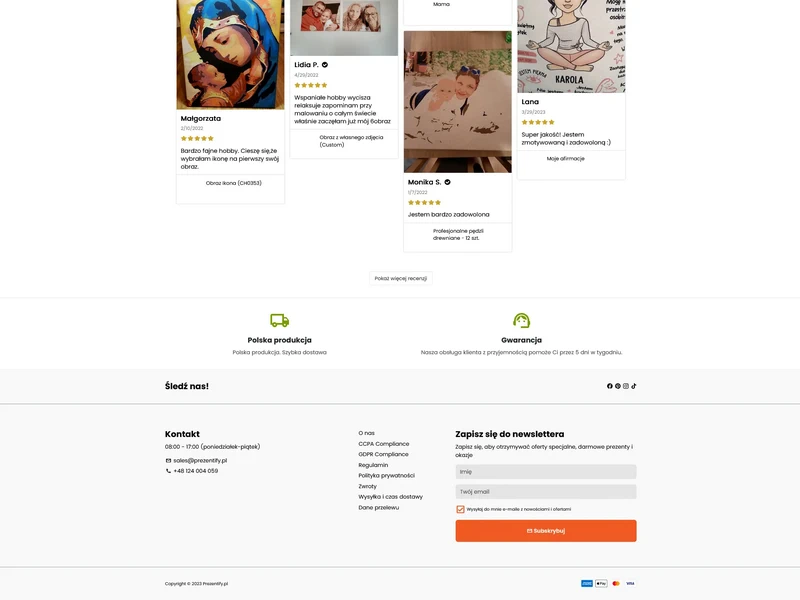 Małgorzata
2/10/2022
Bardzo fajne hobby. Cieszę się,że
wybrałam ikonę na pierwszy swój
obraz.
Obraz Ikona (CH0353)
Lidia P.
4/29/2022
Wspaniałe hobby wycisza
relaksuje zapominam przy
malowaniu o całym świecie
właśnie zaczęłam już mój 6obraz
Obraz z własnego zdjęcia
(Custom)
Mama
Monika S.
1/7/2022
Jestem bardzo zadowolona
Profesjonalne pędzli
drewniane - 12 szt.
KAROLA
Lana
3/29/2023
Super jakość! Jestem
zmotywowaną i zadowoloną :)
Moje afirmacje
Pokaż więcej recenzji
Polska produkcja
Polska produkcja. Szybka dostawa
Gwarancja
Nasza obsługa klienta z przyjemnością pomoże Ci przez 5 dni w tygodniu.
Śledź nas!
Kontakt
08:00 - 17:00 (poniedziałek-piątek)
sales@prezentify.pl
+48 124 004 059
O nas
CCPA Compliance
GDPR Compliance
Regulamin
Polityka prywatności
Zwroty
Wysyłka i czas dostawy
Dane przelewu
Zapisz się do newslettera
Zapisz się, aby otrzymywać oferty specjalne, darmowe prezenty i
okazje
Imię
Twój email
Wysyłaj do mnie e-maile z nowościami i ofertami
Subskrybuj
Copyright © 2023 Prezentify.pl
Pay
VISA